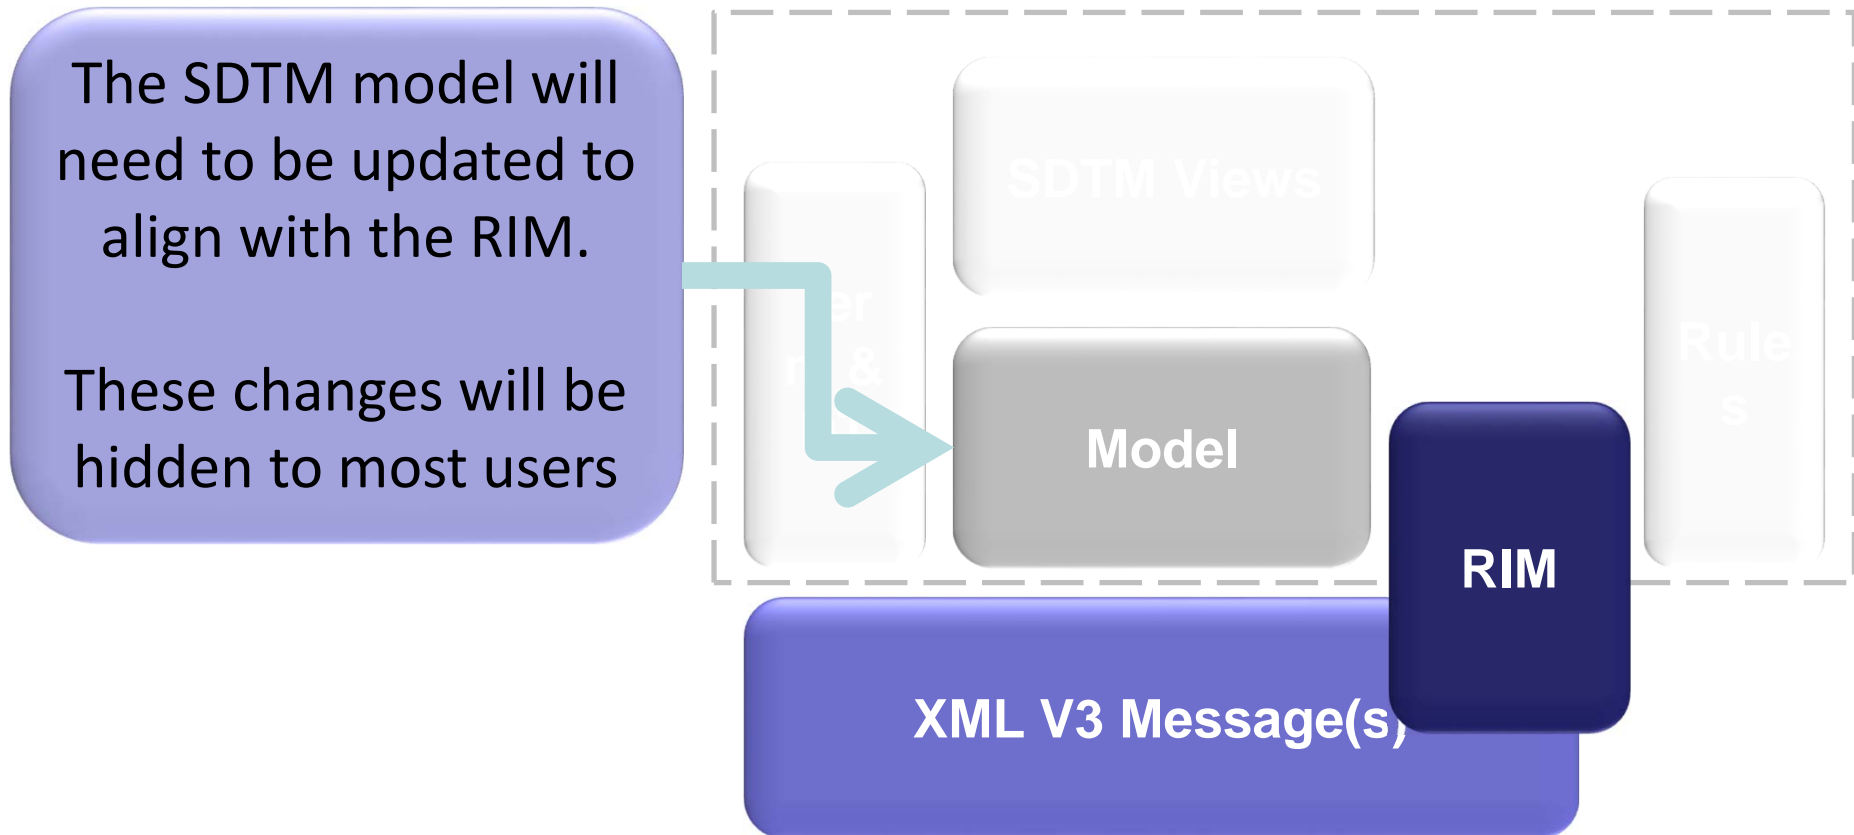 The SDTM model will
need to be updated to
align with the RIM.
These changes will be
hidden to most users
SDTM Views
&
Model
Rule
s
RIM
XML V3 Message(s)